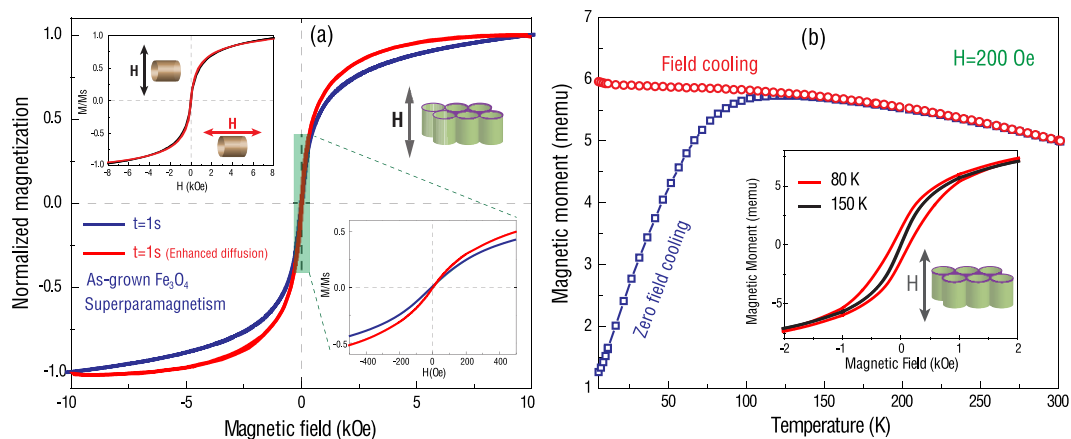 (a)
Normalized magnetization
1.0
0.5
0.0
-0.5
-1.0
-10
-5
0
5
10
Magnetic field (kOe)
t=1s
t=1s (Enhanced diffusion)
As-grown Fe₃O₄
Superparamagnetism
H
M/Ms
1.0
0.5
0.0
-0.5
-1.0
-8
-6
-4
-2
0
2
4
6
8
H (kOe)
H
H
M/Ms
0.5
0.0
-0.5
-400
-200
0
200
400
H(Oe)
(b)
Field cooling
H=200 Oe
Zero field cooling
Magnetic moment (memu)
7
6
5
4
3
2
1
0
50
100
150
200
250
300
Temperature (K)
80 K
150 K
H
Magnetic Moment (memu)
5
0
-5
-2
-1
0
1
2
Magnetic Field (kOe)